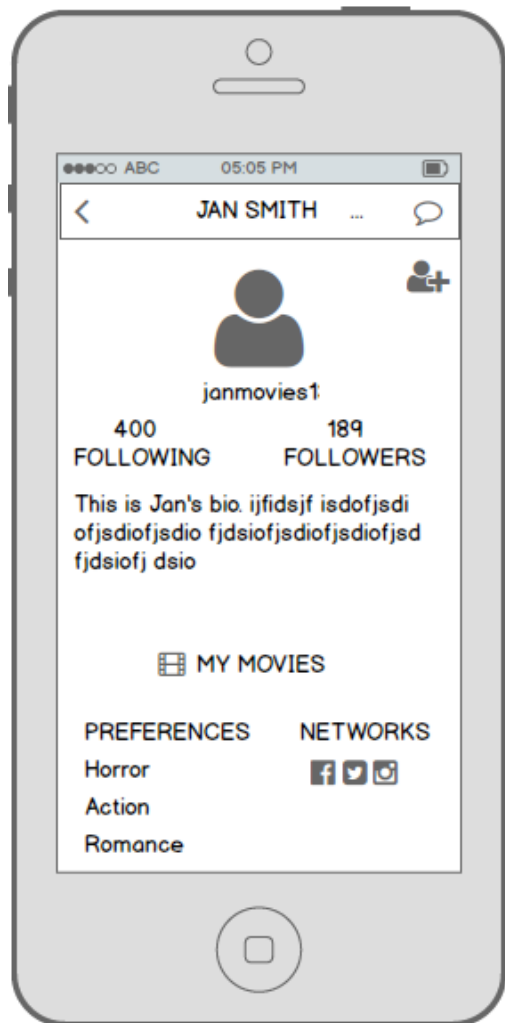 ABC 05:05 PM
JAN SMITH ...
janmovies1
400 189
FOLLOWING FOLLOWERS
This is Jan's bio. ijfidsjf isdofjsdi
ofjsdiofjsdio fjdsiofjsdiofjsdiofjsd
fjdsiofj dsio
MY MOVIES
PREFERENCES NETWORKS
Horror
Action
Romance